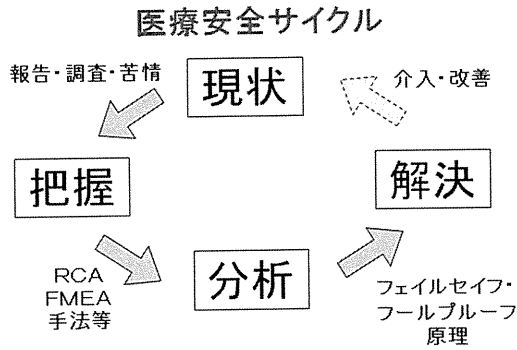 医療安全サイクル
報告・調査・苦情
現状
介入・改善
把握
解決
RCA
FMEA
手法等
分析
フェイルセイフ・
フールプルーフ
原理